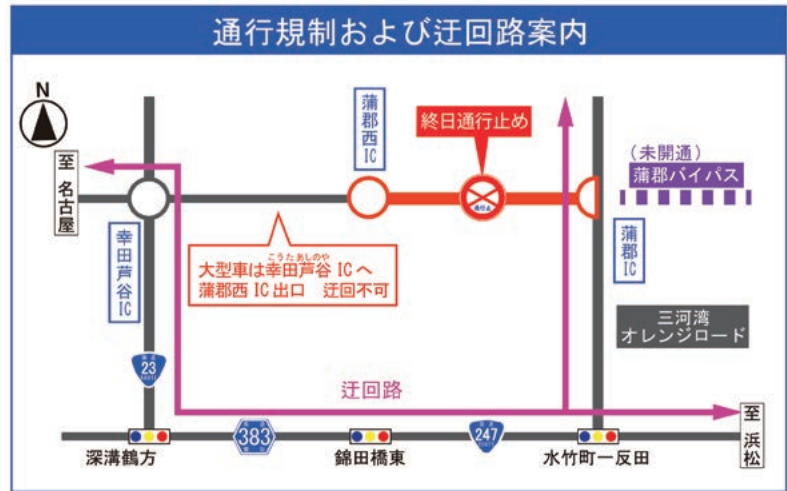 通行規制および迂回路案内
N
至 名古屋
蒲郡西IC
終日通行止め
(未開通)
蒲郡バイパス
幸田芦谷IC
こうたあしのや
大型車は幸田芦谷 IC へ
蒲郡西 IC 出口 迂回不可
蒲郡IC
三河湾
オレンジロード
23
迂回路
至 浜松
383
247
深溝鶴方
錦田橋東
水竹町一反田